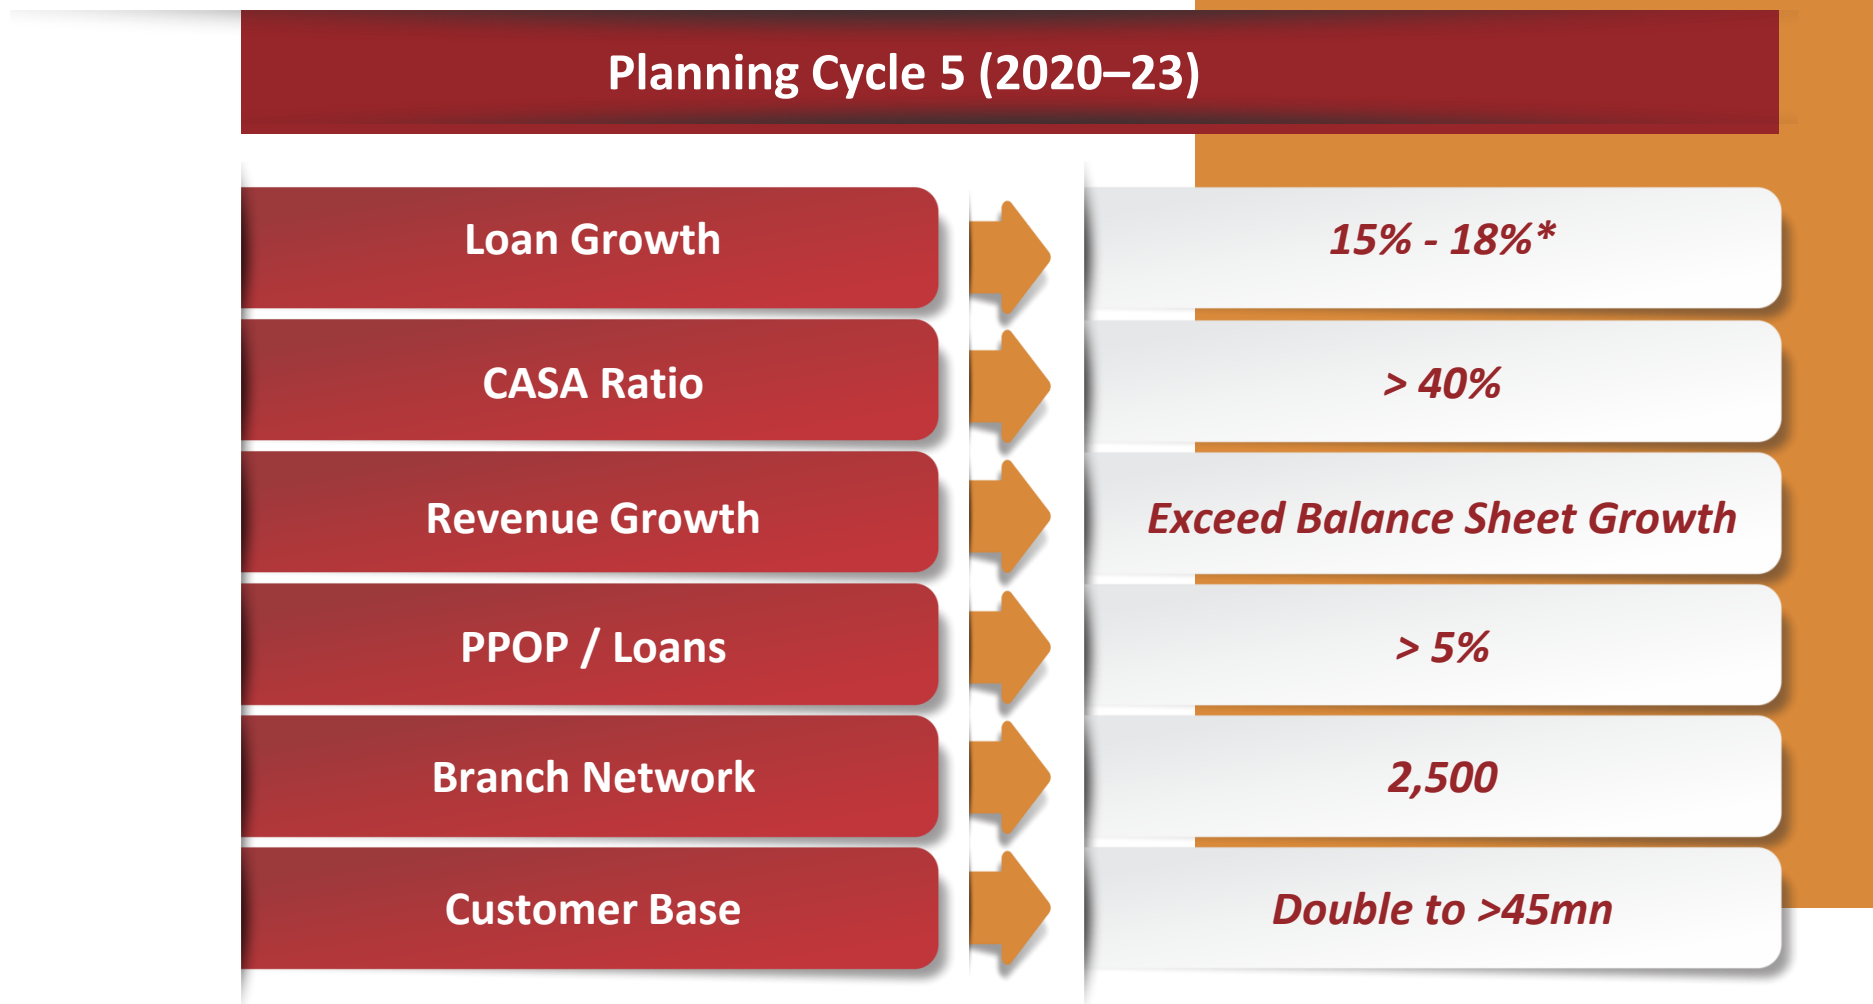 Planning Cycle 5 (2020–23)
Loan Growth
15% - 18%*
CASA Ratio
> 40%
Revenue Growth
Exceed Balance Sheet Growth
PPOP / Loans
> 5%
Branch Network
2,500
Customer Base
Double to >45mn